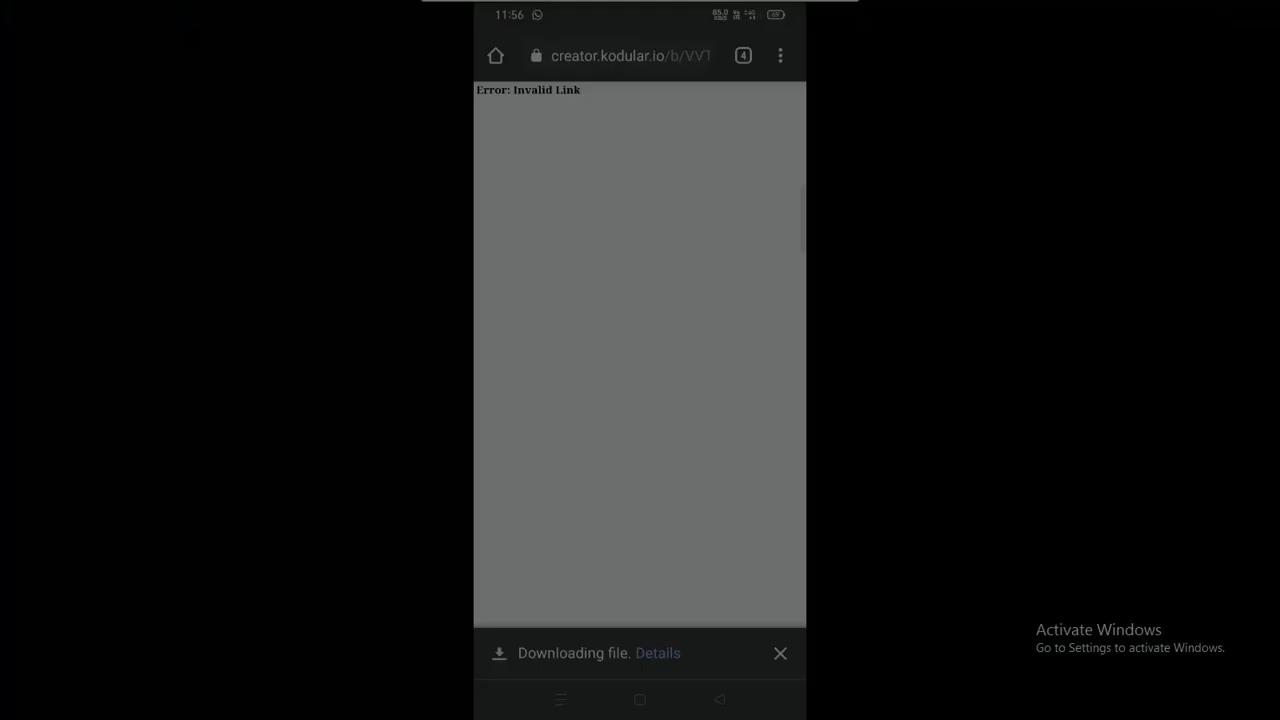 11:56
creator.kodular.io/b/VVT
4
Error: Invalid Link
Downloading file. Details
Activate Windows
Go to Settings to activate Windows.